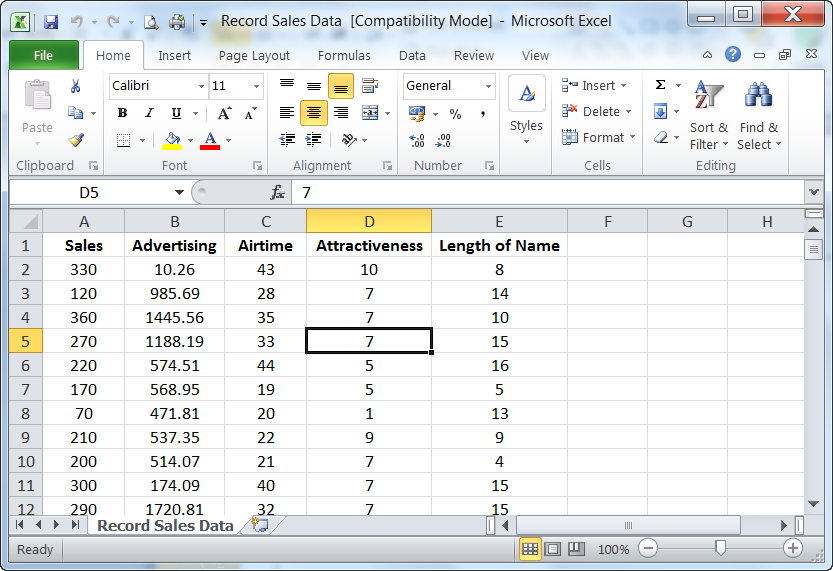 Record Sales Data [Compatibility Mode] - Microsoft Excel
File Home Insert Page Layout Formulas Data Review View
Calibri 11 General Insert
Paste B I U A A % , Styles Delete Sort & Filter Find & Select
A Format
Clipboard Font Alignment Number Cells Editing
D5 fx 7
A B C D E F G H
1 Sales Advertising Airtime Attractiveness Length of Name
2 330 10.26 43 10 8
3 120 985.69 28 7 14
4 360 1445.56 35 7 10
5 270 1188.19 33 7 15
6 220 574.51 44 5 16
7 170 568.95 19 5 5
8 70 471.81 20 1 13
9 210 537.35 22 9 9
10 200 514.07 21 7 4
11 300 174.09 40 7 15
12 290 1720.81 32 7 15
Record Sales Data
Ready 100%